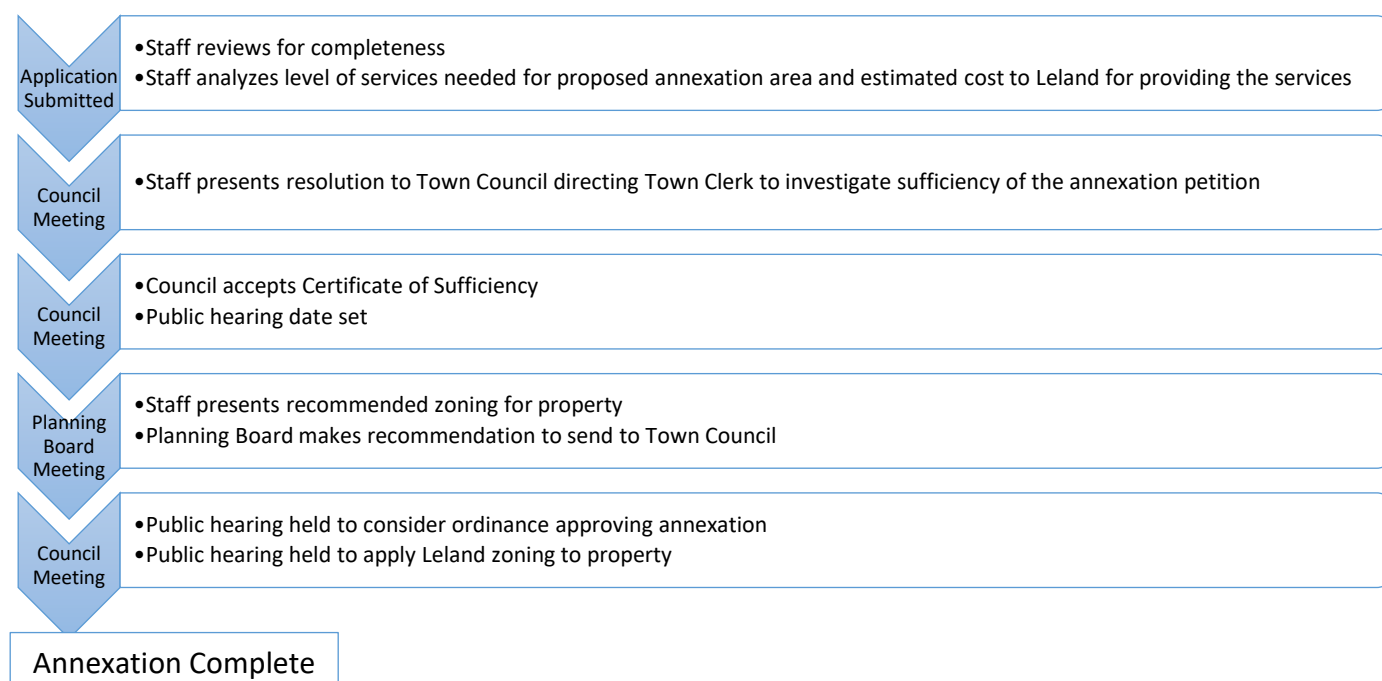 Application
Submitted
•Staff reviews for completeness
•Staff analyzes level of services needed for proposed annexation area and estimated cost to Leland for providing the services
Council
Meeting
•Staff presents resolution to Town Council directing Town Clerk to investigate sufficiency of the annexation petition
Council
Meeting
•Council accepts Certificate of Sufficiency
•Public hearing date set
Planning
Board
Meeting
•Staff presents recommended zoning for property
•Planning Board makes recommendation to send to Town Council
Council
Meeting
•Public hearing held to consider ordinance approving annexation
•Public hearing held to apply Leland zoning to property
Annexation Complete